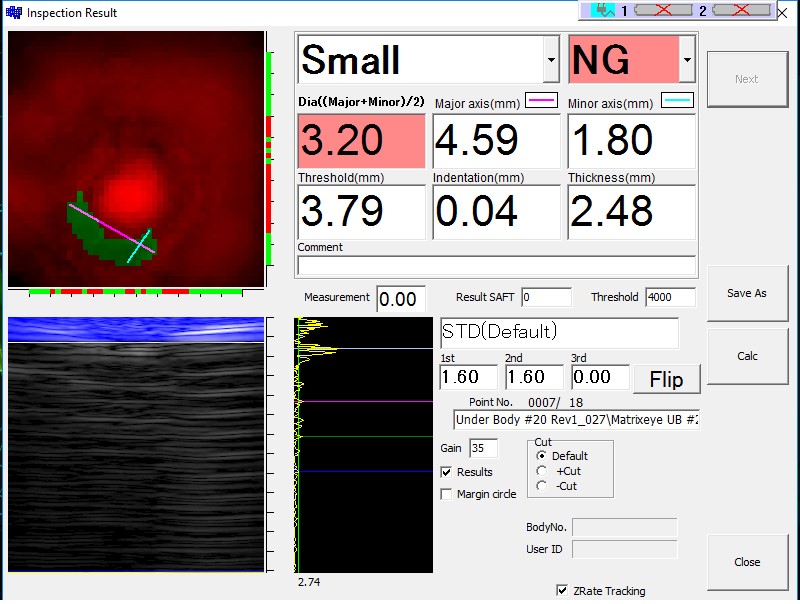 Inspection Result
1 2
Small NG
Next
Dia((Major+Minor)/2) Major axis(mm) Minor axis(mm)
3.20 4.59 1.80
Threshold(mm) Indentation(mm) Thickness(mm)
3.79 0.04 2.48
Comment
Measurement 0.00 Result SAFT 0 Threshold 4000
Save As
STD(Default)
Calc
1st 2nd 3rd
1.60 1.60 0.00 Flip
Point No. 0007/ 18
Under Body #20 Rev1_027\Matrixeye UB #2
Gain 35
Cut
Default
Results
+Cut
-Cut
Margin circle
BodyNo.
User ID
Close
2.74
ZRate Tracking